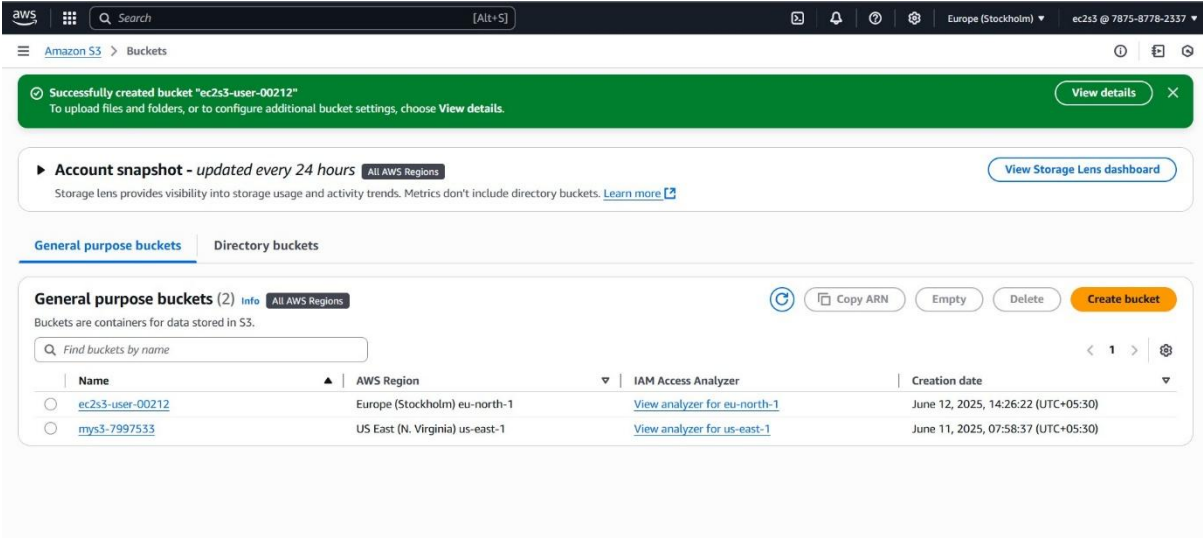 aws Search [Alt+S] Europe (Stockholm) ▼ ec2s3 @ 7875-8778-2337 ▼
Amazon S3 > Buckets
Successfully created bucket "ec2s3-user-00212"
To upload files and folders, or to configure additional bucket settings, choose View details.
View details
Account snapshot - updated every 24 hours All AWS Regions
Storage lens provides visibility into storage usage and activity trends. Metrics don't include directory buckets. Learn more
View Storage Lens dashboard
General purpose buckets Directory buckets
General purpose buckets (2) Info All AWS Regions
Copy ARN Empty Delete Create bucket
Buckets are containers for data stored in S3.
Find buckets by name
< 1 >
Name AWS Region IAM Access Analyzer Creation date
ec2s3-user-00212 Europe (Stockholm) eu-north-1 View analyzer for eu-north-1 June 12, 2025, 14:26:22 (UTC+05:30)
mys3-7997533 US East (N. Virginia) us-east-1 View analyzer for us-east-1 June 11, 2025, 07:58:37 (UTC+05:30)